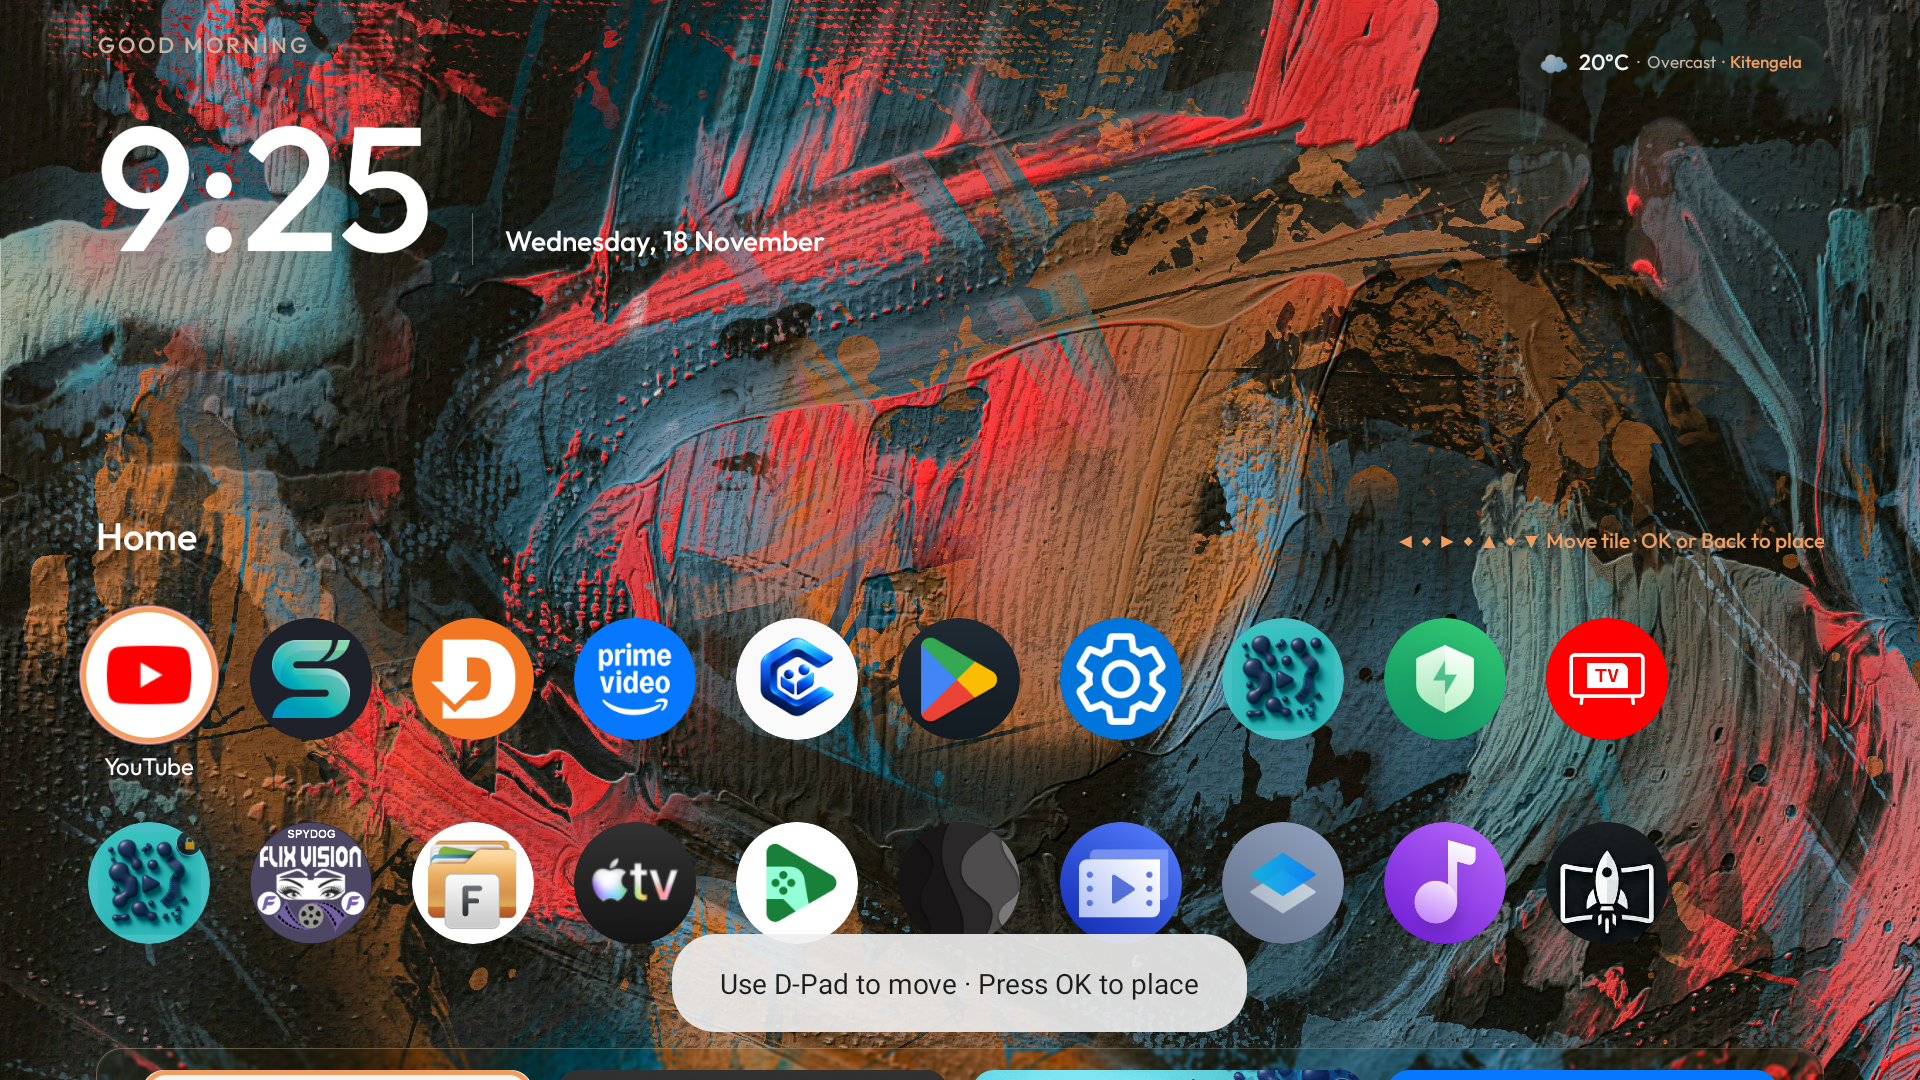 GOOD MORNING
20°C · Overcast · Kitengela
9:25
Wednesday, 18 November
Home
◀ ◆ ▶ ◆ ▲ ◆ ▼ Move tile · OK or Back to place
prime video
TV
YouTube
SPYDOG
FLIX VISION
F F
F
tv
Use D-Pad to move · Press OK to place